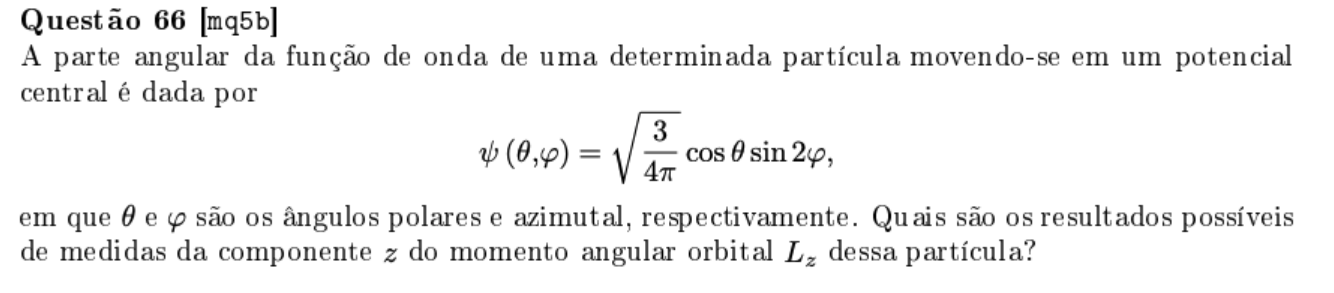 Questão 66 [mq5b]
A parte angular da função de onda de uma determinada partícula movendo-se em um potencial
central é dada por
ψ (θ,φ) = √(3/4π) cos θ sin 2φ,
em que θ e φ são os ângulos polares e azimutal, respectivamente. Quais são os resultados possíveis
de medidas da componente z do momento angular orbital L_z dessa partícula?